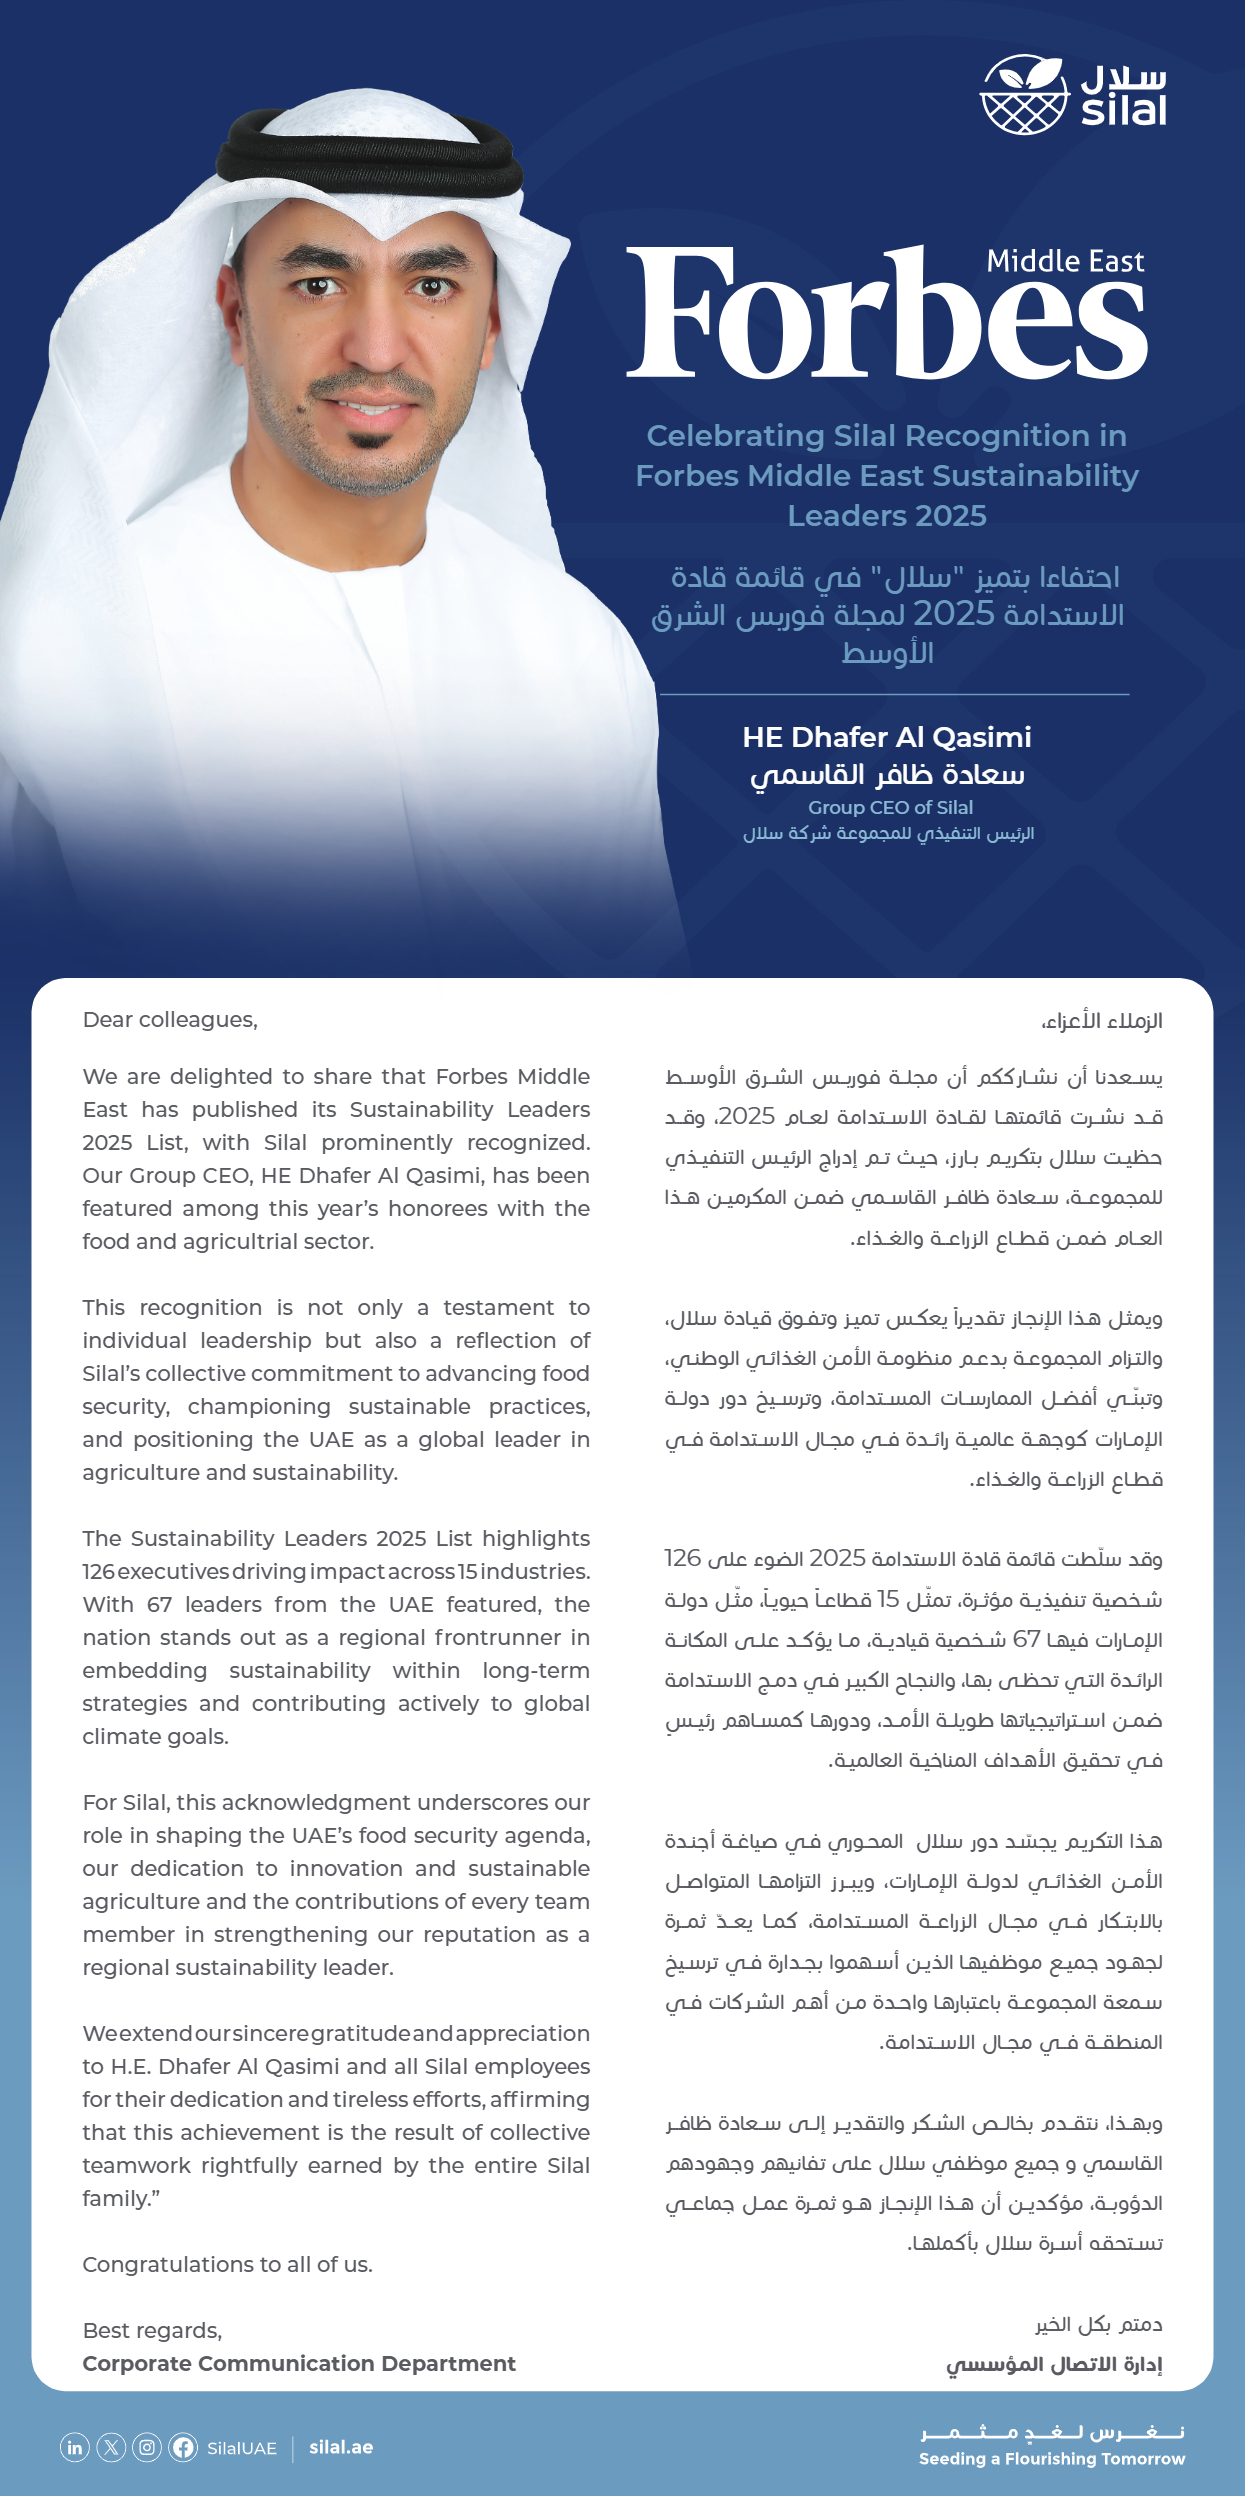 سلال
silal
Forbes
Middle East
Celebrating Silal Recognition in
Forbes Middle East Sustainability
Leaders 2025
احتفاءا بتميز "سلال" في قائمة قادة
الاستدامة 2025 لمجلة فوربس الشرق
الأوسط
HE Dhafer Al Qasimi
سعادة ظافر القاسمي
Group CEO of Silal
الرئيس التنفيذي للمجموعة شركة سلال
Dear colleagues,
We are delighted to share that Forbes Middle
East has published its Sustainability Leaders
2025 List, with Silal prominently recognized.
Our Group CEO, HE Dhafer Al Qasimi, has been
featured among this year's honorees with the
food and agricultrial sector.
This recognition is not only a testament to
individual leadership but also a reflection of
Silal's collective commitment to advancing food
security, championing sustainable practices,
and positioning the UAE as a global leader in
agriculture and sustainability.
The Sustainability Leaders 2025 List highlights
126 executives driving impact across 15 industries.
With 67 leaders from the UAE featured, the
nation stands out as a regional frontrunner in
embedding sustainability within long-term
strategies and contributing actively to global
climate goals.
For Silal, this acknowledgment underscores our
role in shaping the UAE's food security agenda,
our dedication to innovation and sustainable
agriculture and the contributions of every team
member in strengthening our reputation as a
regional sustainability leader.
We extend our sincere gratitude and appreciation
to H.E. Dhafer Al Qasimi and all Silal employees
for their dedication and tireless efforts, affirming
that this achievement is the result of collective
teamwork rightfully earned by the entire Silal
family."
Congratulations to all of us.
Best regards,
Corporate Communication Department
الزملاء الأعزاء،
يسعدنا أن نشارككم أن مجلة فوربس الشرق الأوسط
قد نشرت قائمتها لقادة الاستدامة لعام 2025، وقد
حظيت سلال بتكريم بارز، حيث تم إدراج الرئيس التنفيذي
للمجموعة، سعادة ظافر القاسمي ضمن المكرمين هذا
العام ضمن قطاع الزراعة والغذاء.
ويمثل هذا الإنجاز تقديراً يعكس تميز وتفوق قيادة سلال،
والتزام المجموعة بدعم منظومة الأمن الغذائي الوطني،
وتبنّي أفضل الممارسات المستدامة، وترسيخ دور دولة
الإمارات كوجهة عالمية رائدة في مجال الاستدامة في
قطاع الزراعة والغذاء.
وقد سلّطت قائمة قادة الاستدامة 2025 الضوء على 126
شخصية تنفيذية مؤثرة، تمثّل 15 قطاعاً حيوياً، مثّل دولة
الإمارات فيها 67 شخصية قيادية، ما يؤكد على المكانة
الرائدة التي تحظى بها، والنجاح الكبير في دمج الاستدامة
ضمن استراتيجياتها طويلة الأمد، ودورها كمساهم رئيسٍ
في تحقيق الأهداف المناخية العالمية.
هذا التكريم يجسّد دور سلال المحوري في صياغة أجندة
الأمن الغذائي لدولة الإمارات، ويبرز التزامها المتواصل
بالابتكار في مجال الزراعة المستدامة، كما يعدّ ثمرة
لجهود جميع موظفيها الذين أسهموا بجدارة في ترسيخ
سمعة المجموعة باعتبارها واحدة من أهم الشركات في
المنطقة في مجال الاستدامة.
وبهذا، نتقدم بخالص الشكر والتقدير إلى سعادة ظافر
القاسمي و جميع موظفي سلال على تفانيهم وجهودهم
الدؤوبة، مؤكدين أن هذا الإنجاز هو ثمرة عمل جماعي
تستحقه أسرة سلال بأكملها.
دمتم بكل الخير
إدارة الاتصال المؤسسي
SilalUAE | silal.ae
نغرس لغدٍ مثمر
Seeding a Flourishing Tomorrow